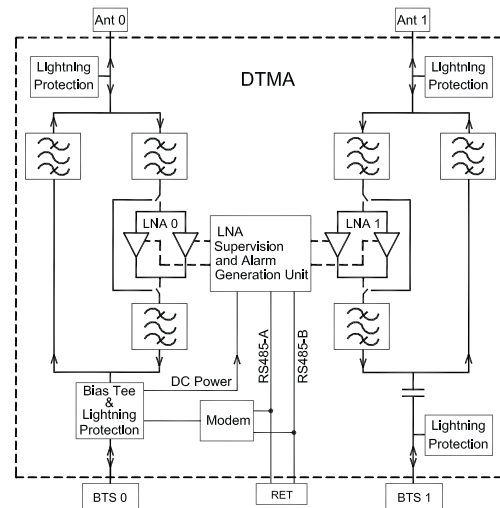 Ant 0
Ant 1
Lightning
Protection
DTMA
Lightning
Protection
LNA 0
LNA
Supervision
and Alarm
Generation Unit
LNA 1
DC Power
RS485-A
RS485-B
Bias Tee
&
Lightning
Protection
Modem
Lightning
Protection
BTS 0
RET
BTS 1